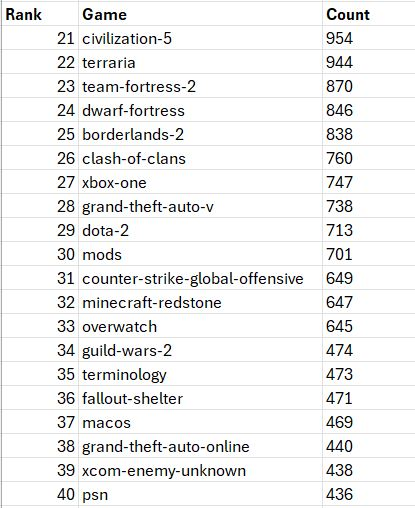 Rank Game Count
21 civilization-5 954
22 terraria 944
23 team-fortress-2 870
24 dwarf-fortress 846
25 borderlands-2 838
26 clash-of-clans 760
27 xbox-one 747
28 grand-theft-auto-v 738
29 dota-2 713
30 mods 701
31 counter-strike-global-offensive 649
32 minecraft-redstone 647
33 overwatch 645
34 guild-wars-2 474
35 terminology 473
36 fallout-shelter 471
37 macos 469
38 grand-theft-auto-online 440
39 xcom-enemy-unknown 438
40 psn 436